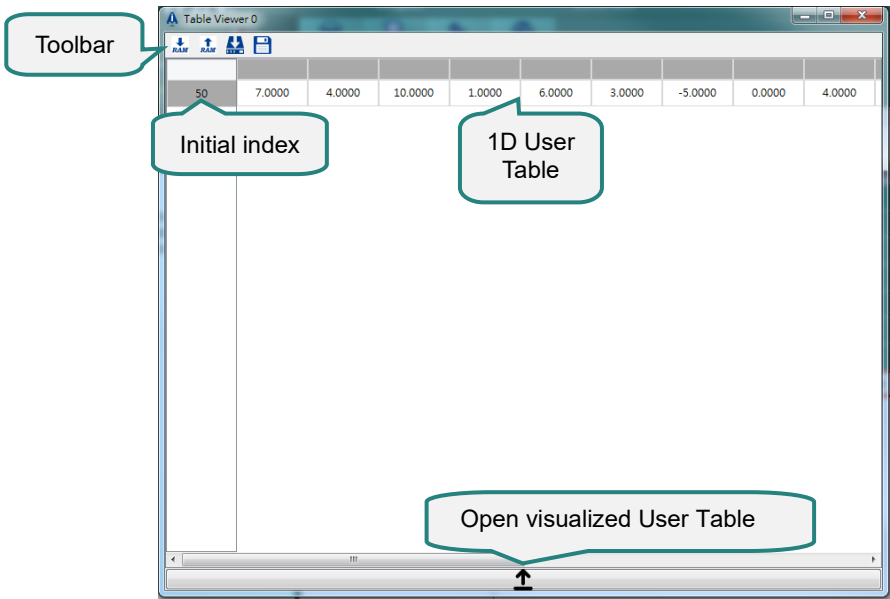 Table Viewer 0
Toolbar
RAM RAM
50 7.0000 4.0000 10.0000 1.0000 6.0000 3.0000 -5.0000 0.0000 4.0000
Initial index
1D User
Table
Open visualized User Table